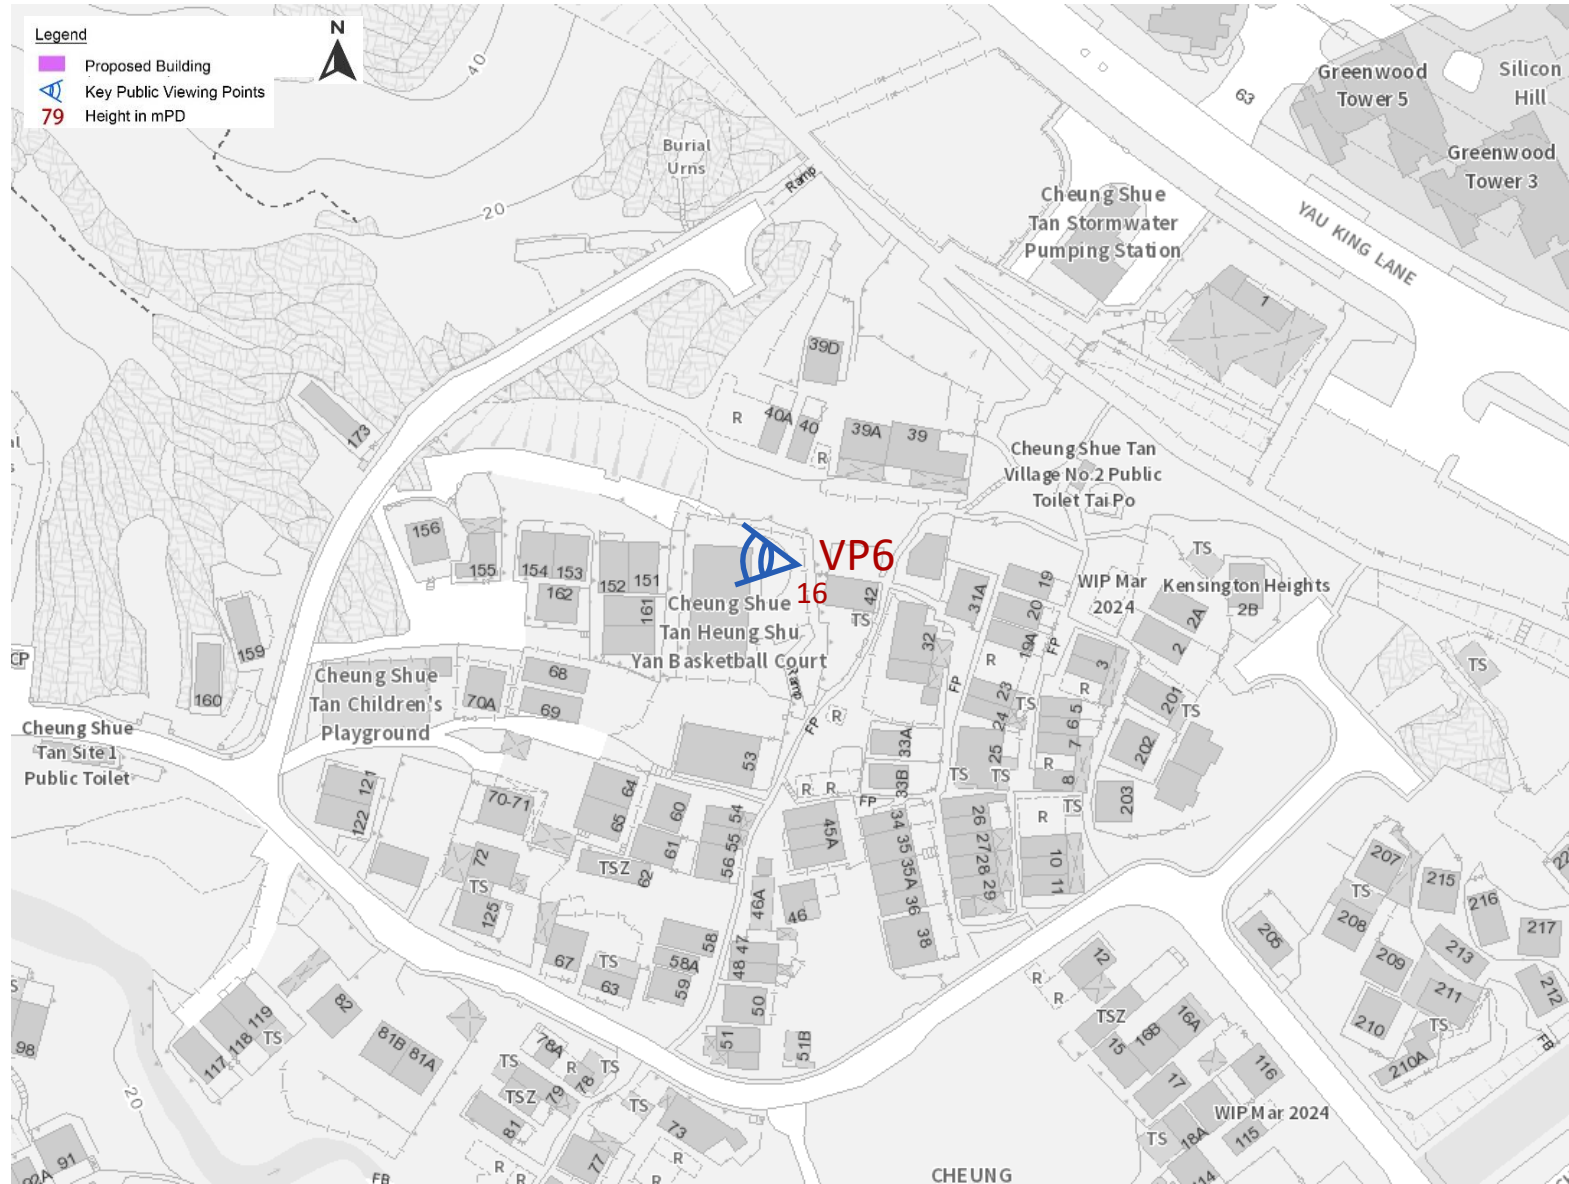 Legend
Proposed Building
Key Public Viewing Points
79 Height in mPD
N
40
20
Burial
Urns
Ramp
63
Greenwood
Tower 5
Silicon
Hill
Greenwood
Tower 3
Cheung Shue
Tan Stormwater
Pumping Station
YAU KING LANE
1
39D
R
40A
40
R
39A
39
173
Cheung Shue Tan
Village No.2 Public
Toilet Tai Po
156
155
154
153
162
152
151
161
VP6
16
42
TS
Cheung Shue
Tan Heung Shu
Yan Basketball Court
Ramp
FP
R
32
31A
19
20
19A
R
FP
FP
WIP Mar
2024
TS
Kensington Heights
2B
2A
2
3
R
23
24
TS
5
6
7
25
TS
TS
R
8
TS
201
TS
202
203
TS
CP
159
160
Cheung Shue
Tan Children's
Playground
70A
68
69
Cheung Shue
Tan Site 1
Public Toilet
53
33A
33B
R
R
FP
121
122
70-71
64
65
60
61
TSZ
62
54
55
56
45A
34
35
35A
36
38
26
27
28
29
R
10
11
72
TS
125
46A
46
67
TS
63
58
58A
59
47
48
50
51
51B
207
TS
208
215
216
217
205
209
213
211
212
210
TS
210A
FB
12
R
R
TSZ
15
16B
16A
17
116
WIP Mar 2024
115
18A
TS
114
82
119
118
117
TS
81B
81A
98
20
91
92A
78A
TS
R
TS
78
79
TSZ
81
TS
73
77
R
R
R
R
FB
CHEUNG